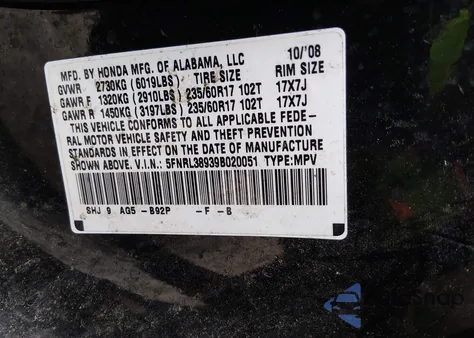 MFD. BY HONDA MFG. OF ALABAMA, LLC 10/'08
GVWR 2730KG (6019LBS) TIRE SIZE RIM SIZE
GAWR F 1320KG (2910LBS) 235/60R17 102T 17X7J
GAWR R 1450KG (3197LBS) 235/60R17 102T 17X7J
THIS VEHICLE CONFORMS TO ALL APPLICABLE FEDE-
RAL MOTOR VEHICLE SAFETY AND THEFT PREVENTION
STANDARDS IN EFFECT ON THE DATE OF MANUFACTURE
SHOWN ABOVE. V.I.N.: 5FNRL38939B020051 TYPE:MPV
SHJ 9 AG5 -B92P -F -B